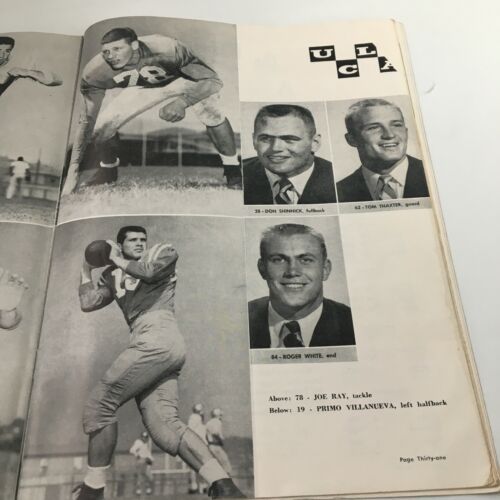 UCLA
78
28 - DON SHINNICK, fullback
62 - TOM THAXTER, guard
84 - ROGER WHITE, end
Above: 78 - JOE RAY, tackle
Below: 19 - PRIMO VILLANUEVA, left halfback
Page Thirty-one